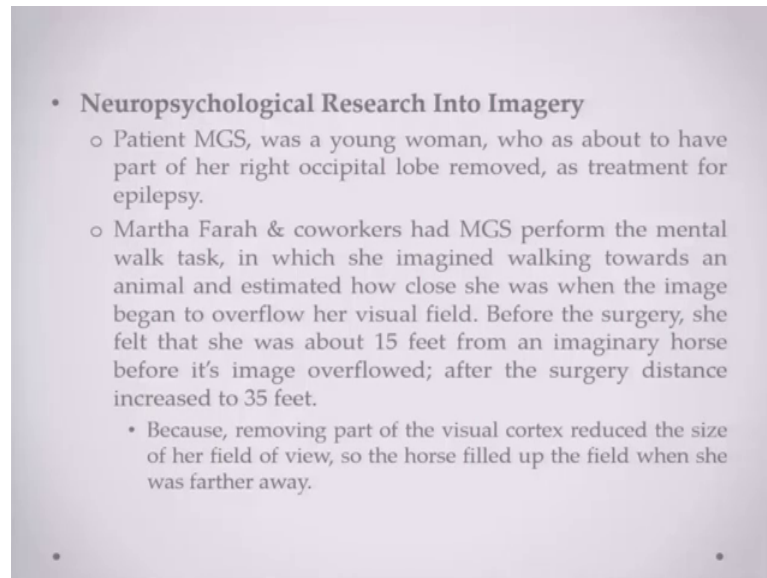 • Neuropsychological Research Into Imagery
o Patient MGS, was a young woman, who as about to have
part of her right occipital lobe removed, as treatment for
epilepsy.
o Martha Farah & coworkers had MGS perform the mental
walk task, in which she imagined walking towards an
animal and estimated how close she was when the image
began to overflow her visual field. Before the surgery, she
felt that she was about 15 feet from an imaginary horse
before it's image overflowed; after the surgery distance
increased to 35 feet.
• Because, removing part of the visual cortex reduced the size
of her field of view, so the horse filled up the field when she
was farther away.